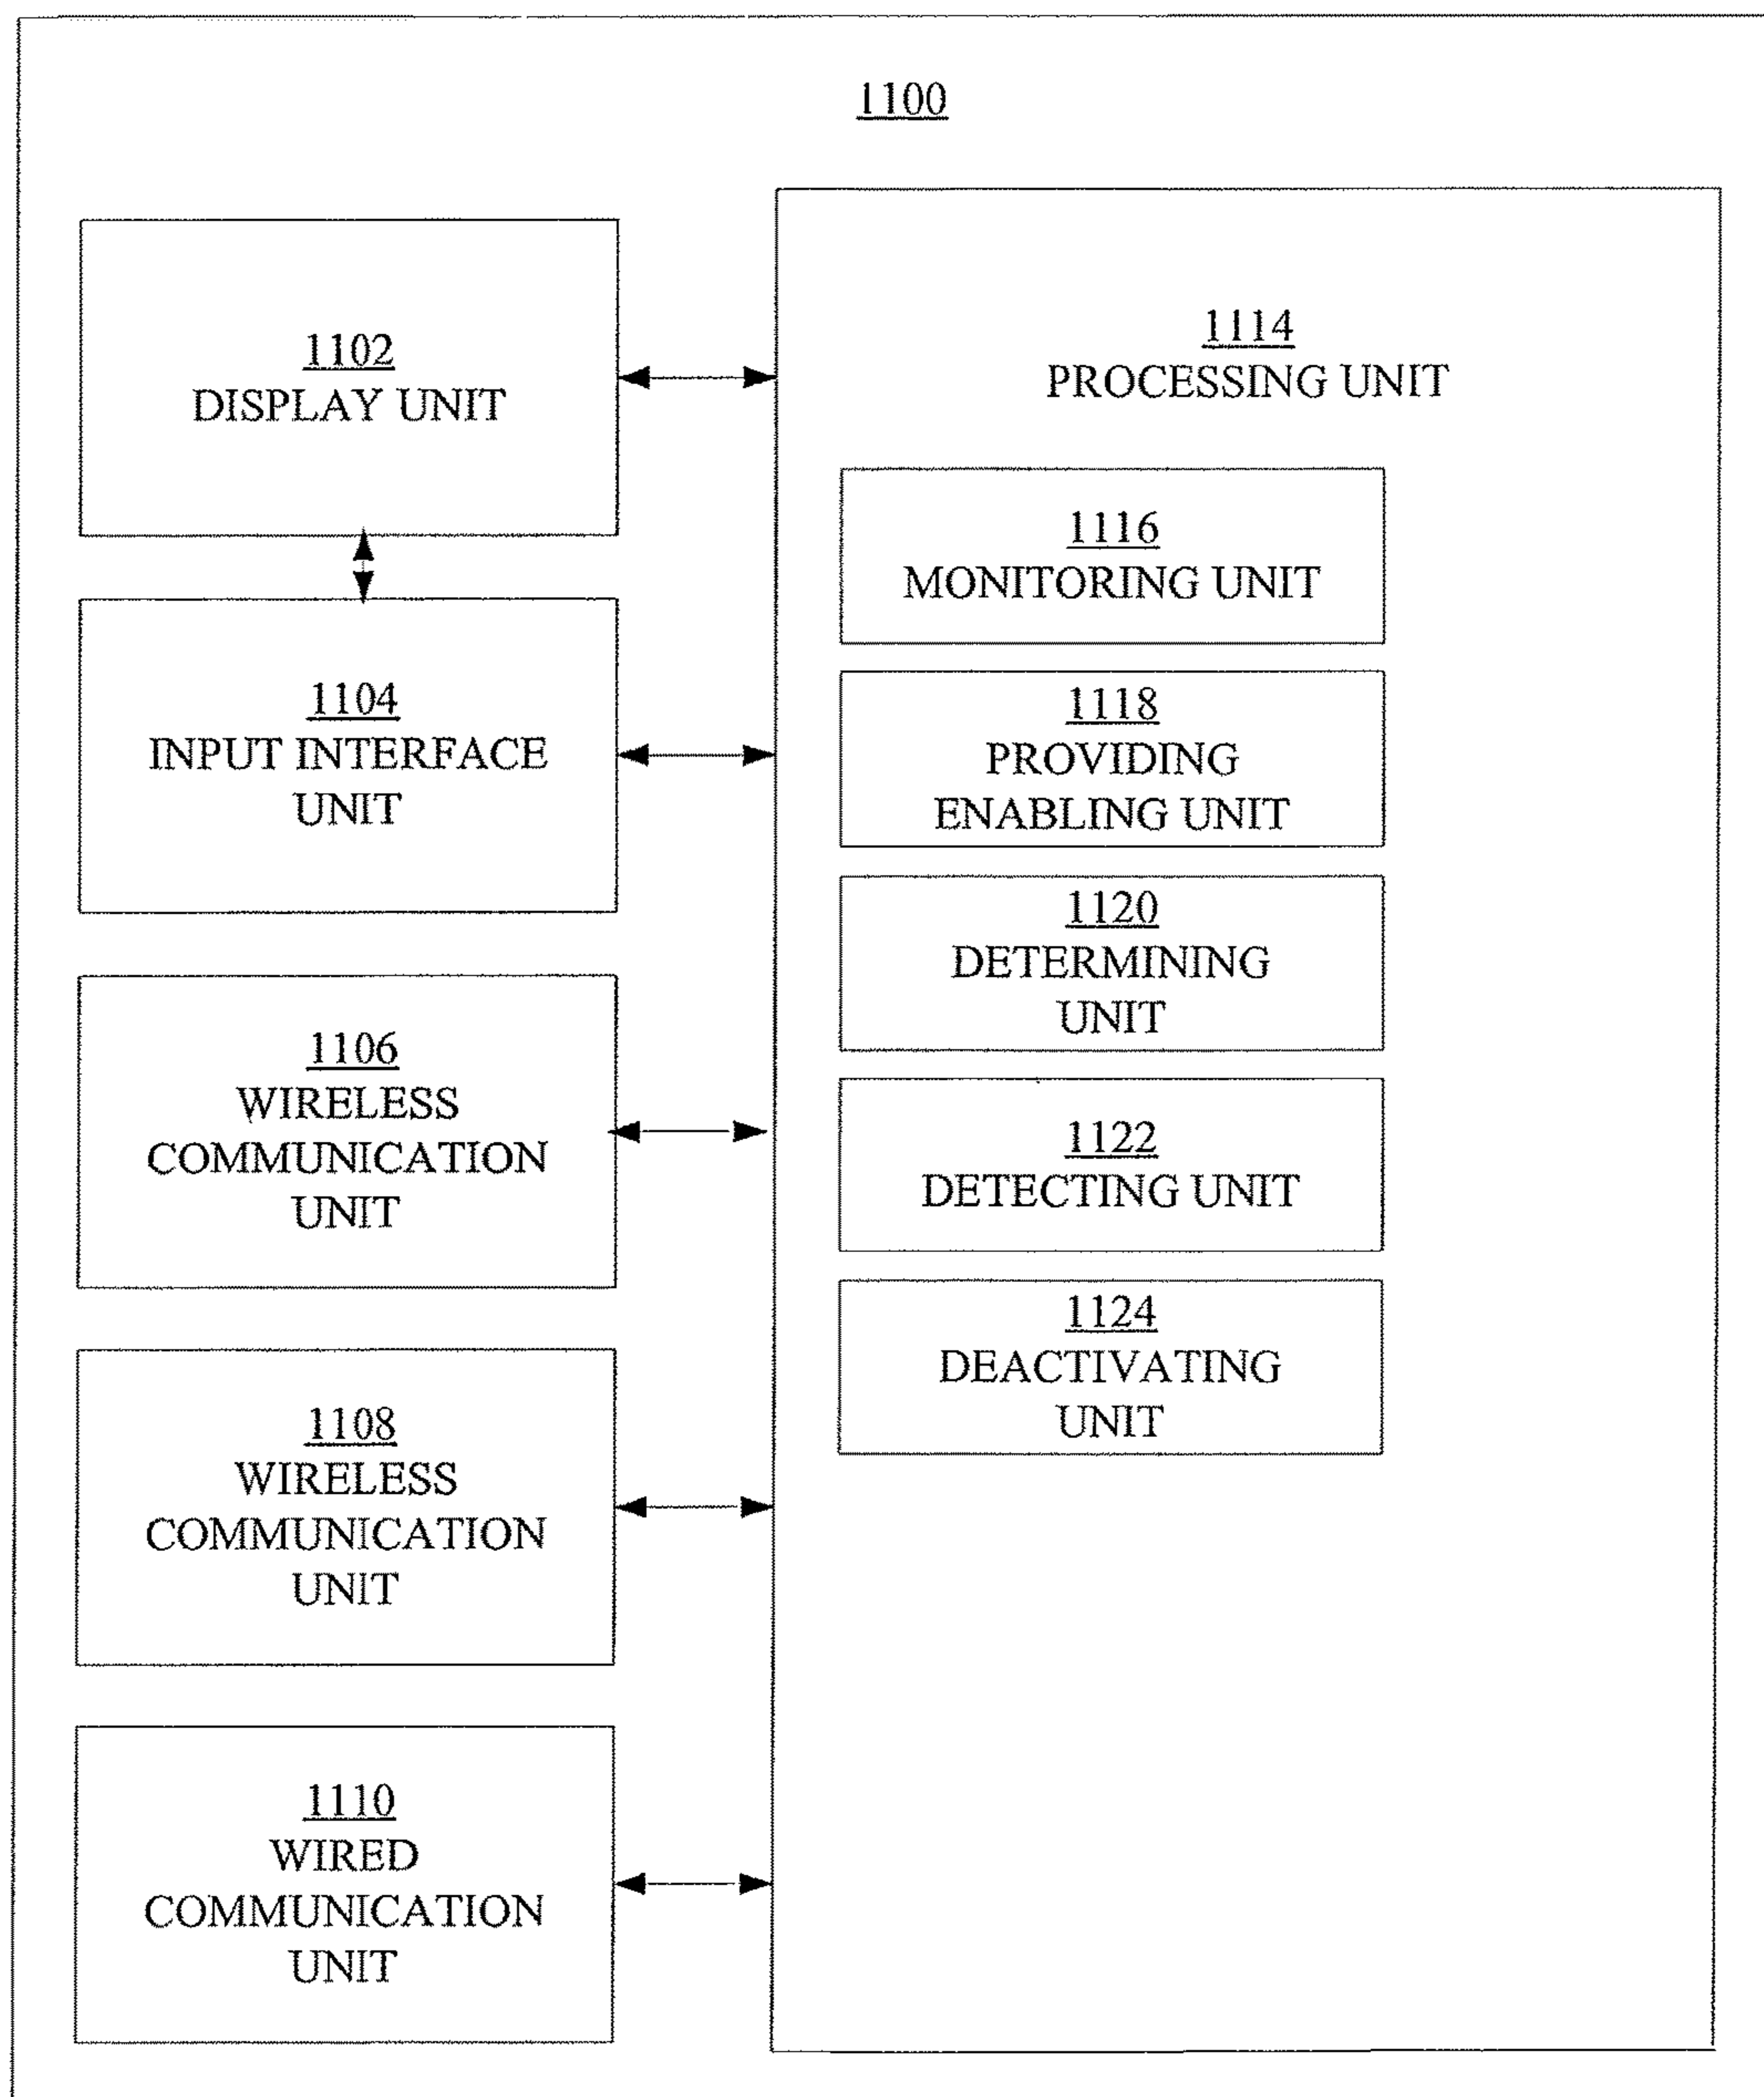 1100
1102
DISPLAY UNIT
1104
INPUT INTERFACE
UNIT
1106
WIRELESS
COMMUNICATION
UNIT
1108
WIRELESS
COMMUNICATION
UNIT
1110
WIRED
COMMUNICATION
UNIT
1114
PROCESSING UNIT
1116
MONITORING UNIT
1118
PROVIDING
ENABLING UNIT
1120
DETERMINING
UNIT
1122
DETECTING UNIT
1124
DEACTIVATING
UNIT